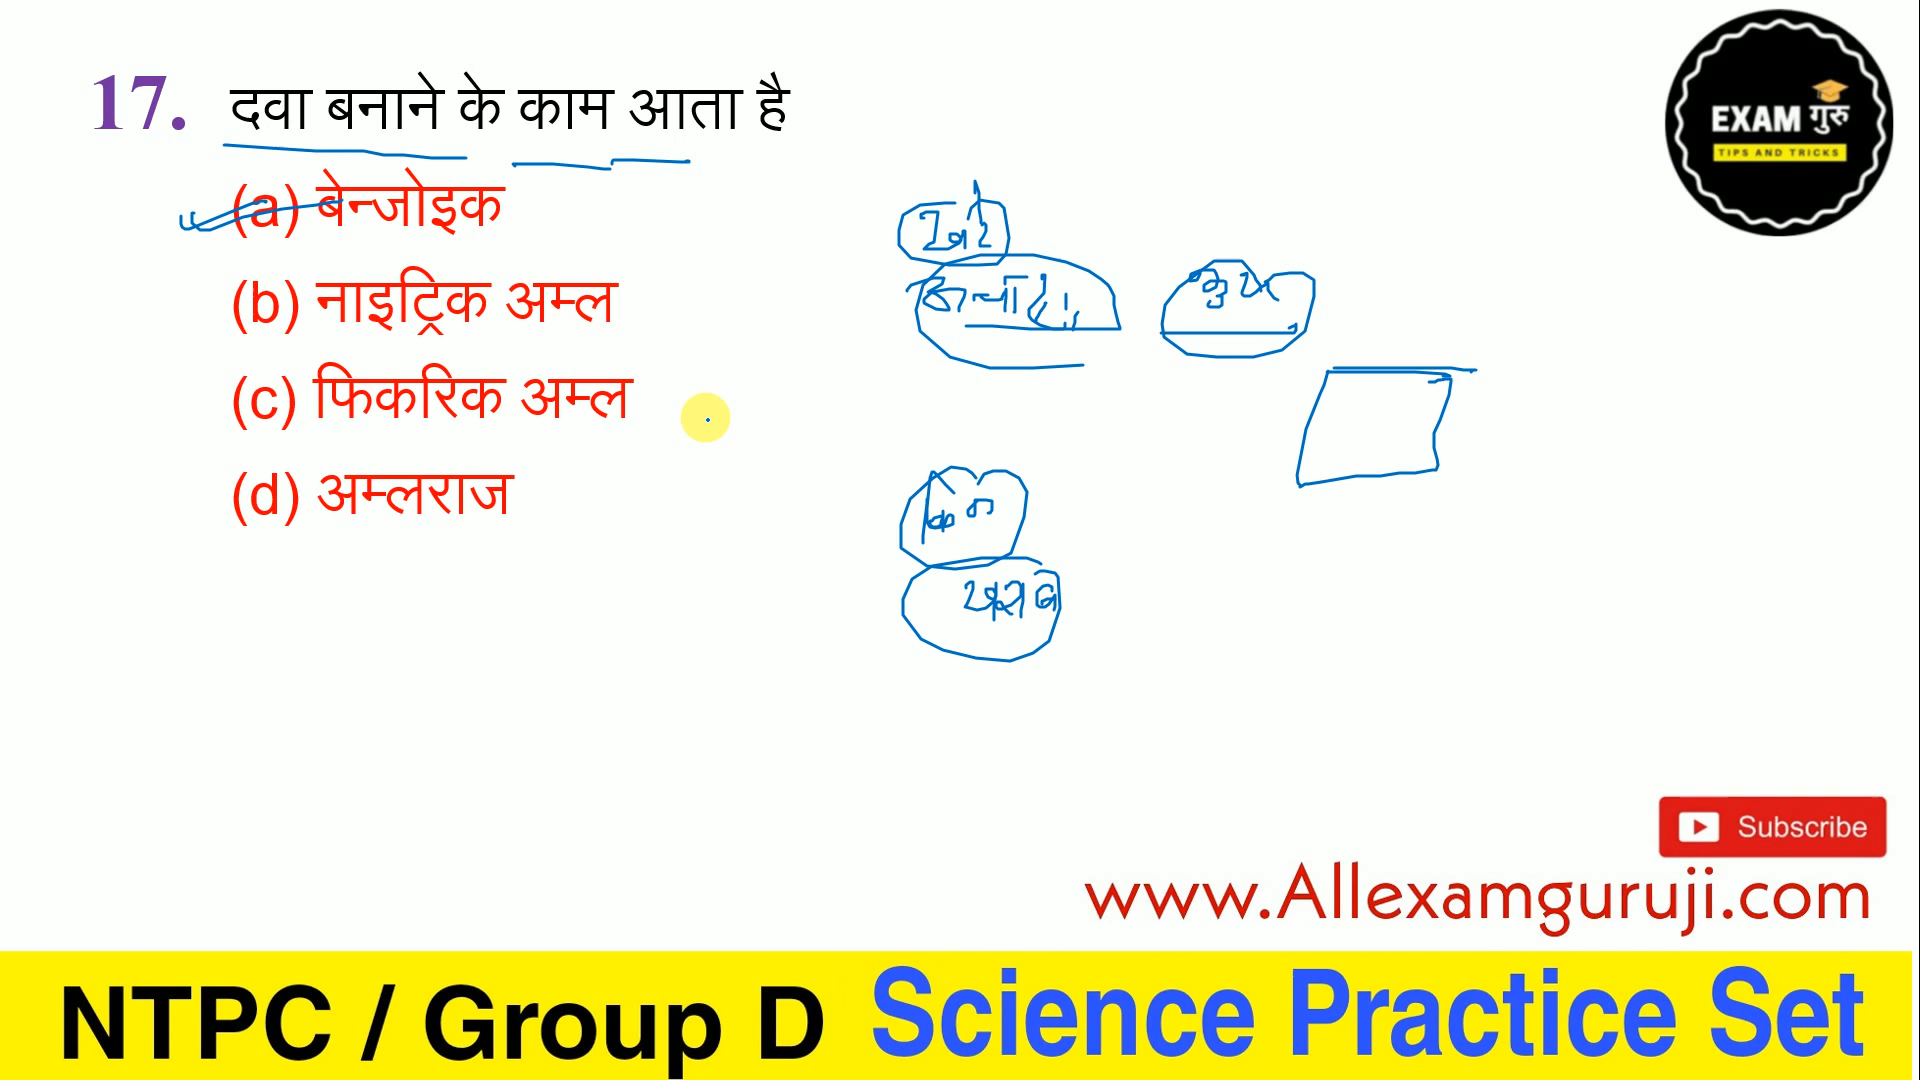 17. दवा बनाने के काम आता है
(a) बेन्जोइक
(b) नाइट्रिक अम्ल
(c) फिकरिक अम्ल
(d) अम्लराज
EXAM गुरु
TIPS AND TRICKS
Subscribe
www.Allexamguruji.com
NTPC / Group D Science Practice Set